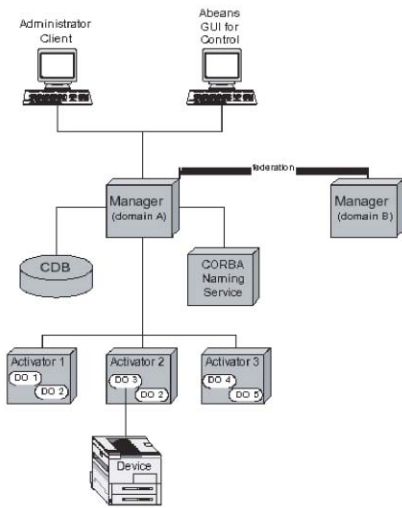 Administrator
Client
Abeans
GUI for
Control
federation
Manager
(domain A)
Manager
(domain B)
CDB
CORBA
Naming
Service
Activator 1
DO 1
DO 2
Activator 2
DO 3
DO 2
Activator 3
DO 4
DO 5
Device